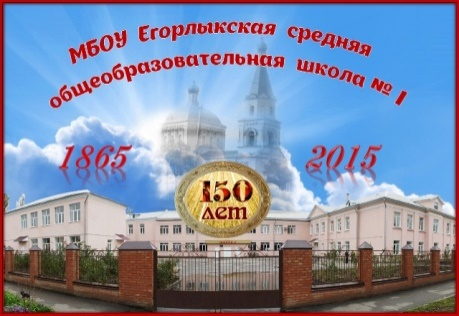 МБОУ Егорлыкская средняя
общеобразовательная школа № 1
1865
2015
150
лет